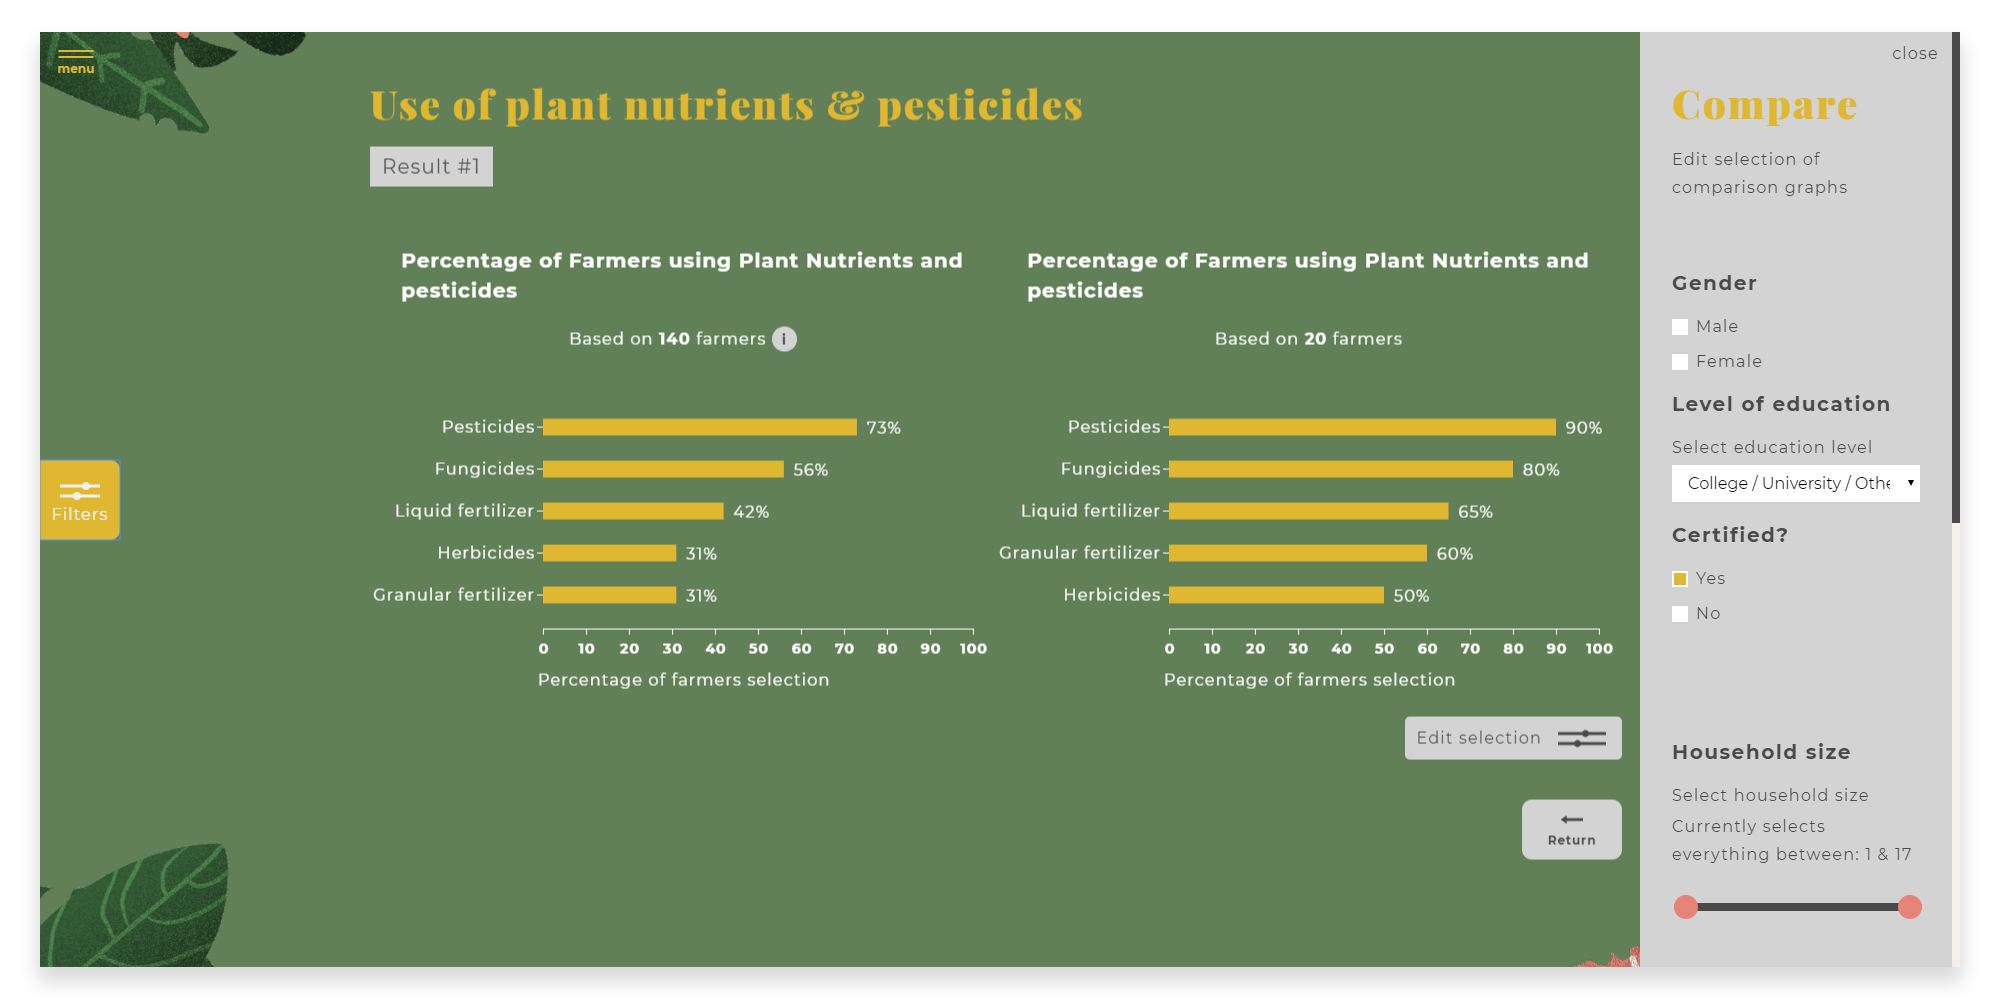 menu
Use of plant nutrients & pesticides
Result #1
Percentage of Farmers using Plant Nutrients and
pesticides
Based on 140 farmers i
Pesticides 73%
Fungicides 56%
Liquid fertilizer 42%
Herbicides 31%
Granular fertilizer 31%
0 10 20 30 40 50 60 70 80 90 100
Percentage of farmers selection
Percentage of Farmers using Plant Nutrients and
pesticides
Based on 20 farmers
Pesticides 90%
Fungicides 80%
Liquid fertilizer 65%
Granular fertilizer 60%
Herbicides 50%
0 10 20 30 40 50 60 70 80 90 100
Percentage of farmers selection
Filters
Edit selection
Return
close
Compare
Edit selection of
comparison graphs
Gender
Male
Female
Level of education
Select education level
College / University / Othe
Certified?
Yes
No
Household size
Select household size
Currently selects
everything between: 1 & 17